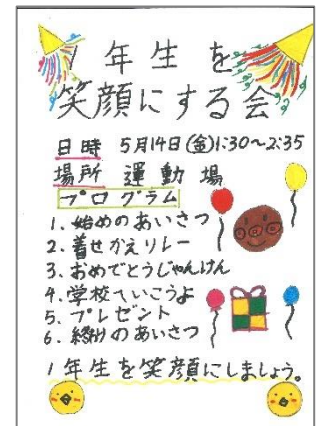 1年生を
笑顔にする会
日時 5月14日(金)1:30~2:35
場所 運動場
プログラム
1. 始めのあいさつ
2. 着せかえリレー
3. おめでとうじゃんけん
4. 学校ていこうよ
5. プレゼント
6. 終りのあいさつ
1年生を笑顔にしましょう。